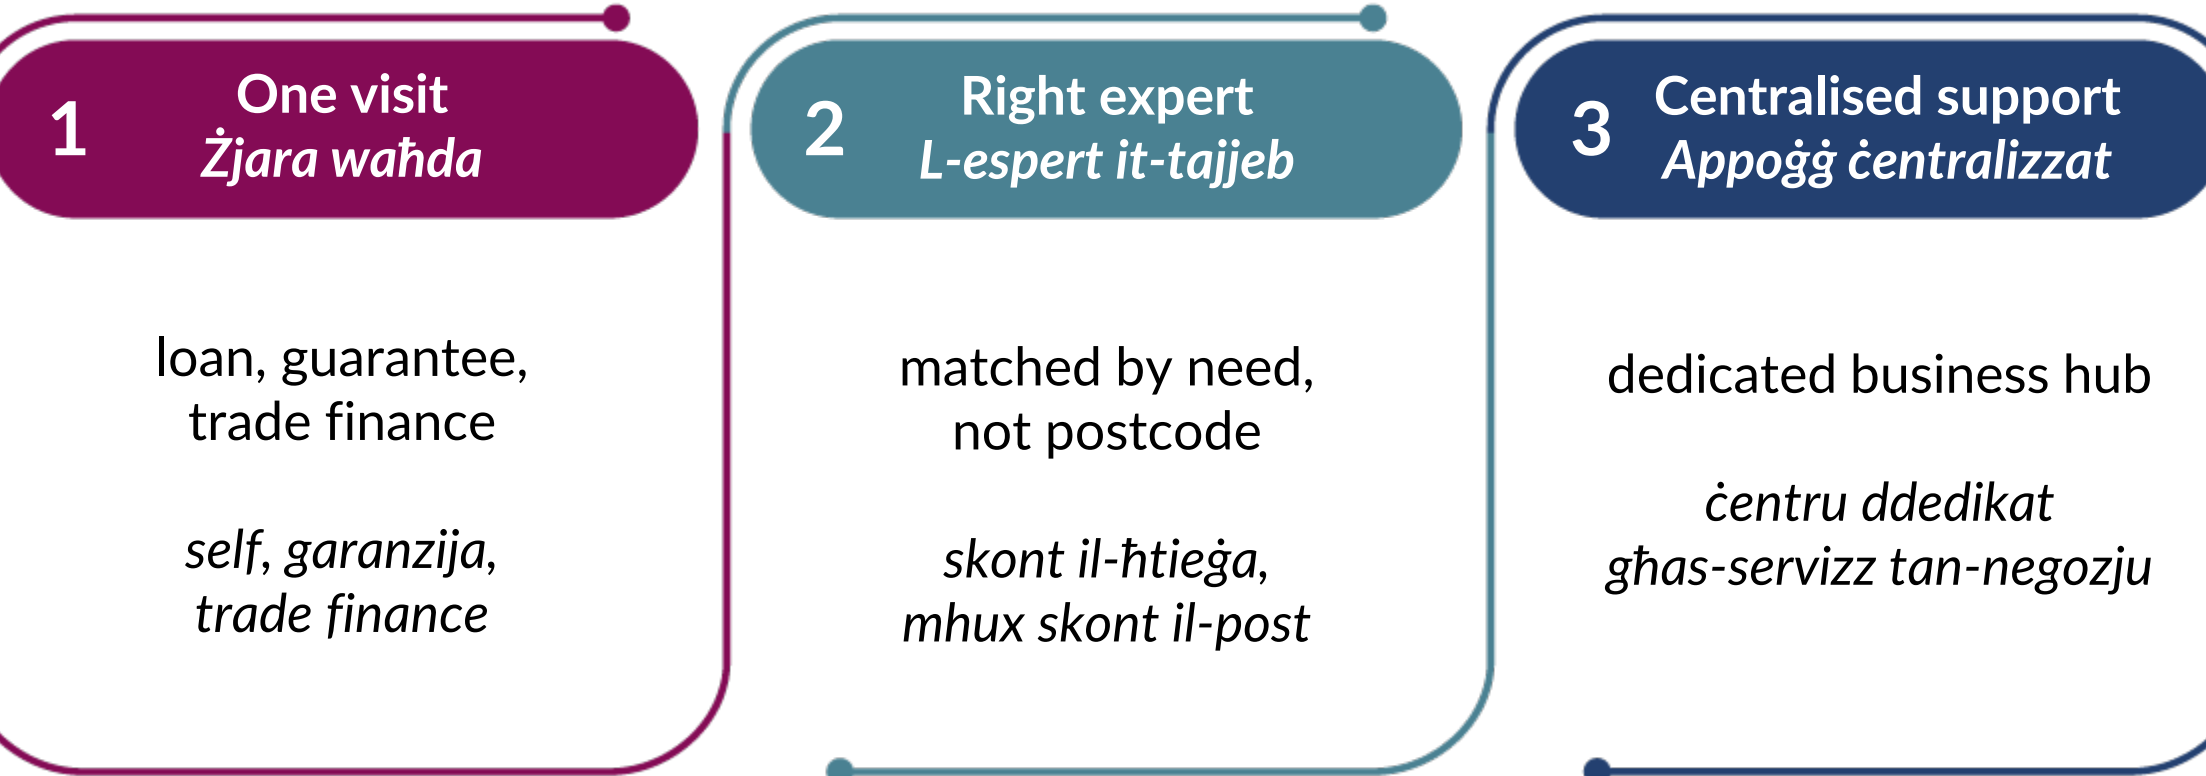 1
One visit
Żjara waħda
loan, guarantee,
trade finance
self, garanzija,
trade finance
2
Right expert
L-espert it-tajjeb
matched by need,
not postcode
skont il-ħtieġa,
mhux skont il-post
3
Centralised support
Appoġġ ċentralizzat
dedicated business hub
ċentru ddedikat
għas-servizz tan-negozju